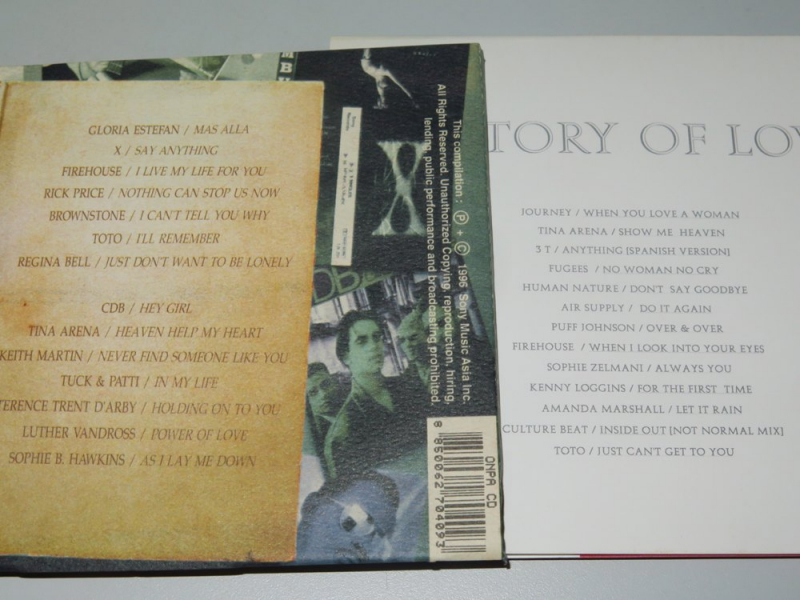 GLORIA ESTEFAN / MAS ALLA
X / SAY ANYTHING
FIREHOUSE / I LIVE MY LIFE FOR YOU
RICK PRICE / NOTHING CAN STOP US NOW
BROWNSTONE / I CAN'T TELL YOU WHY
TOTO / I'LL REMEMBER
REGINA BELL / JUST DON'T WANT TO BE LONELY
CDB / HEY GIRL
TINA ARENA / HEAVEN HELP MY HEART
KEITH MARTIN / NEVER FIND SOMEONE LIKE YOU
TUCK & PATTI / IN MY LIFE
TERENCE TRENT D'ARBY / HOLDING ON TO YOU
LUTHER VANDROSS / POWER OF LOVE
SOPHIE B. HAWKINS / AS I LAY ME DOWN
This compilation : Ⓟ + © 1996 Sony Music Asia Inc.
All Rights Reserved. Unauthorized Copying, reproduction, hiring,
lending, public performance and broadcasting prohibited.
X
ONPA CD
8 850062 704093
TORY OF LOV
JOURNEY / WHEN YOU LOVE A WOMAN
TINA ARENA / SHOW ME HEAVEN
3 T / ANYTHING [SPANISH VERSION]
FUGEES / NO WOMAN NO CRY
HUMAN NATURE / DON'T SAY GOODBYE
AIR SUPPLY / DO IT AGAIN
PUFF JOHNSON / OVER & OVER
FIREHOUSE / WHEN I LOOK INTO YOUR EYES
SOPHIE ZELMANI / ALWAYS YOU
KENNY LOGGINS / FOR THE FIRST TIME
AMANDA MARSHALL / LET IT RAIN
CULTURE BEAT / INSIDE OUT [NOT NORMAL MIX]
TOTO / JUST CAN'T GET TO YOU